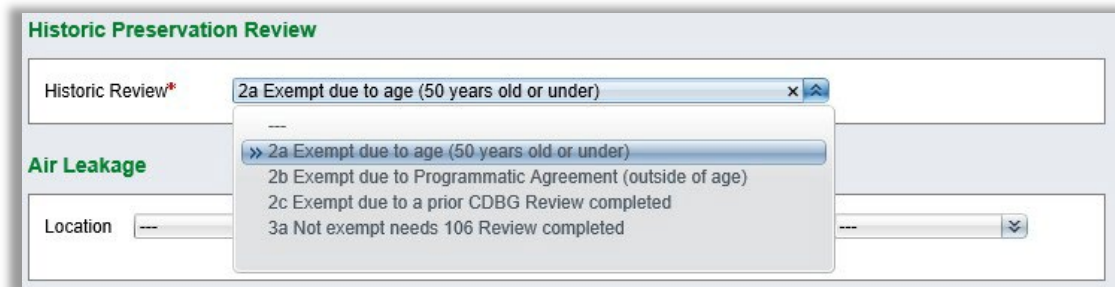 Historic Preservation Review
Historic Review* 2a Exempt due to age (50 years old or under) x
---
» 2a Exempt due to age (50 years old or under)
2b Exempt due to Programmatic Agreement (outside of age)
2c Exempt due to a prior CDBG Review completed
3a Not exempt needs 106 Review completed
Air Leakage
Location --- ---